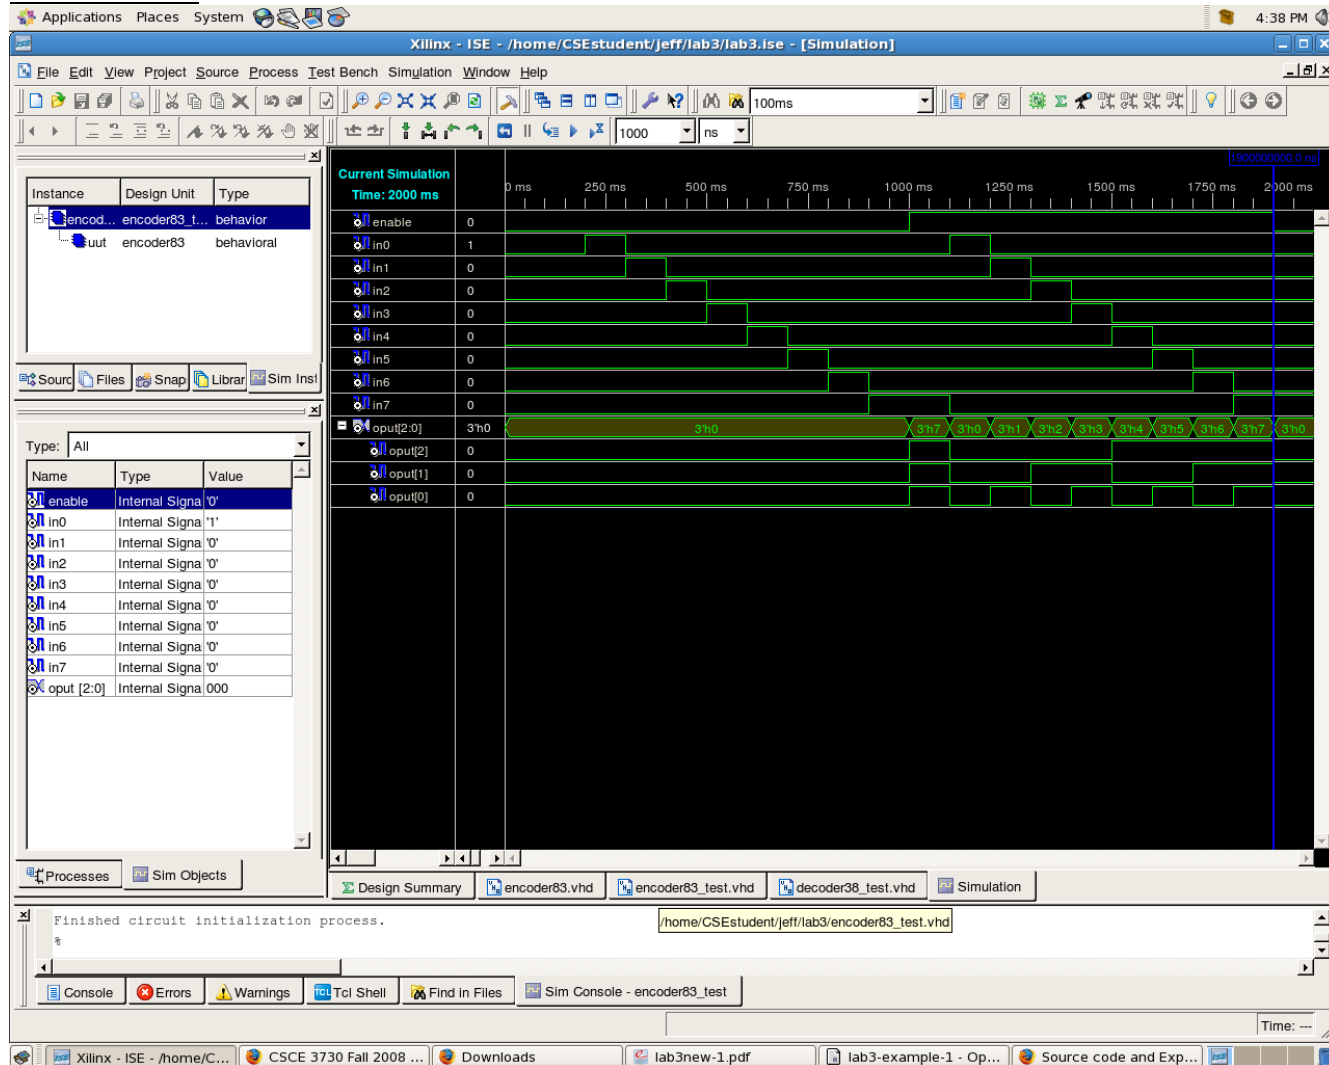 Applications Places System 4:38 PM
Xilinx - ISE - /home/CSEstudent/jeff/lab3/lab3.ise - [Simulation]
File Edit View Project Source Process Test Bench Simulation Window Help
100ms
1000 ns
1900000000.0 ns
Instance Design Unit Type
encod... encoder83_t... behavior
uut encoder83 behavioral
Sourc Files Snap Librar Sim Inst
Type: All
Name Type Value
enable Internal Signa '0'
in0 Internal Signa '1'
in1 Internal Signa '0'
in2 Internal Signa '0'
in3 Internal Signa '0'
in4 Internal Signa '0'
in5 Internal Signa '0'
in6 Internal Signa '0'
in7 Internal Signa '0'
oput [2:0] Internal Signa 000
Processes Sim Objects
Current Simulation
Time: 2000 ms
0 ms 250 ms 500 ms 750 ms 1000 ms 1250 ms 1500 ms 1750 ms 2000 ms
enable 0
in0 1
in1 0
in2 0
in3 0
in4 0
in5 0
in6 0
in7 0
oput[2:0] 3'h0 3'h0 3'h7 3'h0 3'h1 3'h2 3'h3 3'h4 3'h5 3'h6 3'h7 3'h0
oput[2] 0
oput[1] 0
oput[0] 0
Design Summary encoder83.vhd encoder83_test.vhd decoder38_test.vhd Simulation
Finished circuit initialization process.
%
/home/CSEstudent/jeff/lab3/encoder83_test.vhd
Console Errors Warnings TCL Tcl Shell Find in Files Sim Console - encoder83_test
Time: ---
Xilinx - ISE - /home/C... CSCE 3730 Fall 2008 ... Downloads lab3new-1.pdf lab3-example-1 - Op... Source code and Exp...